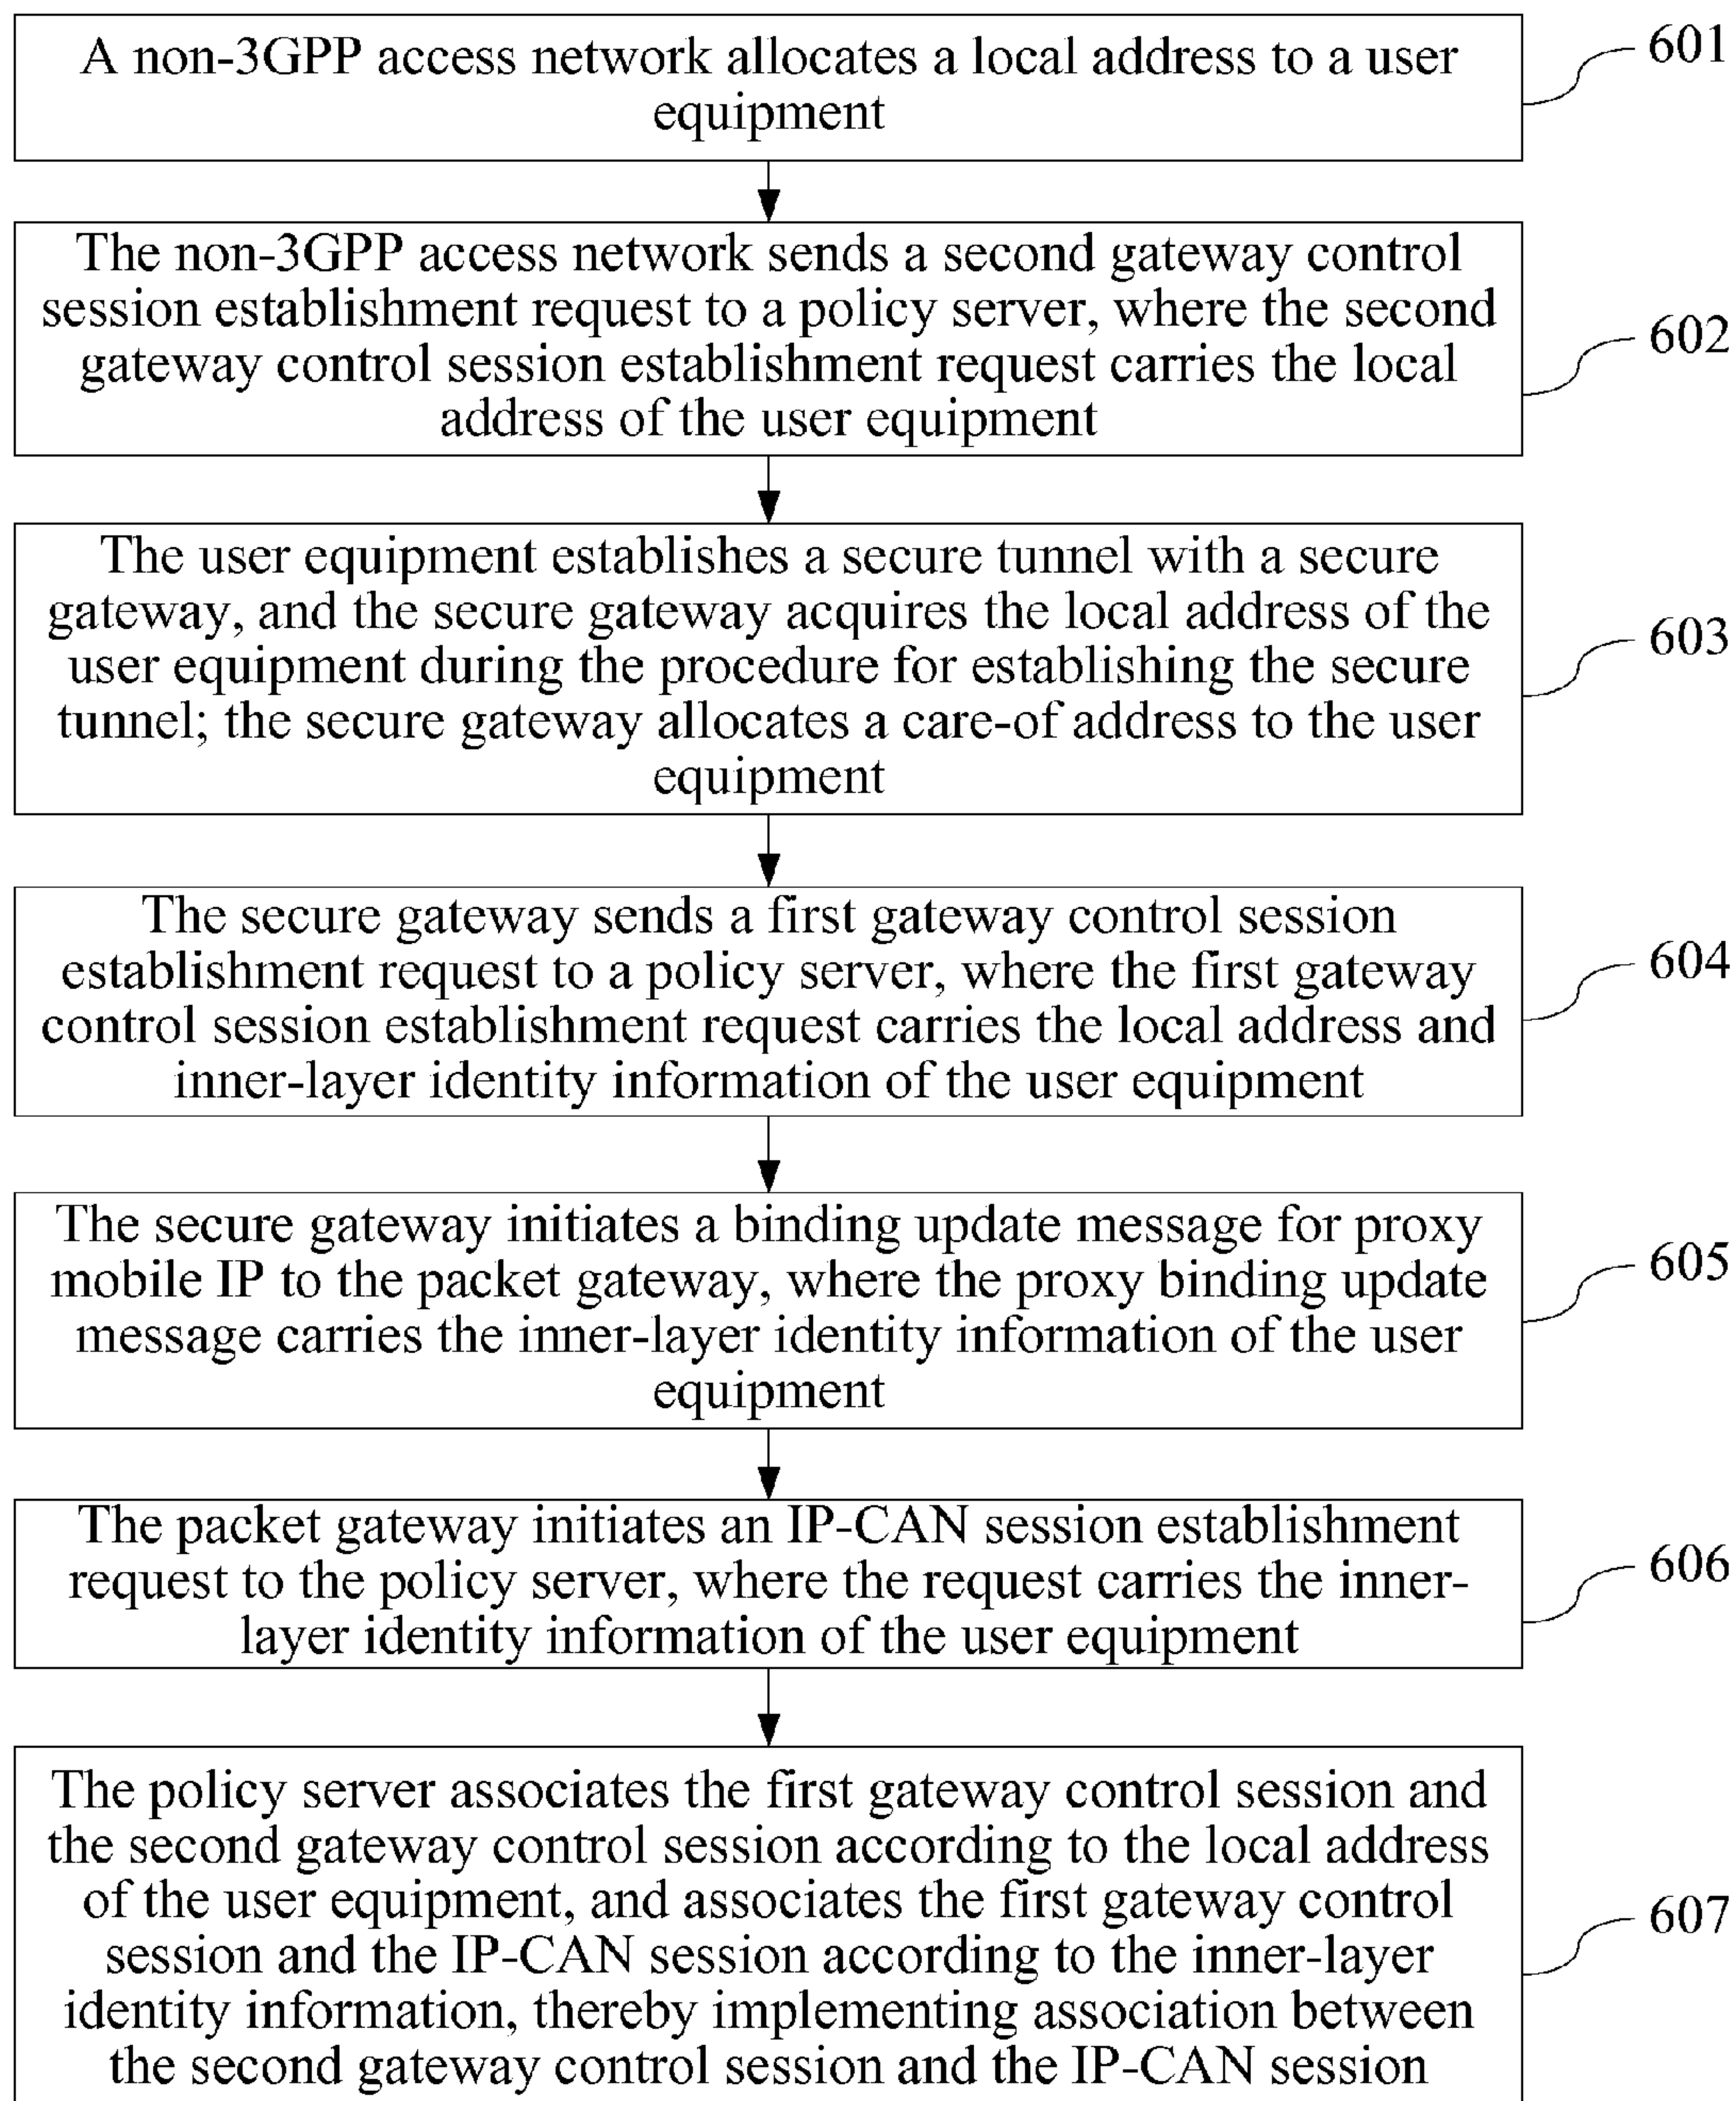 A non-3GPP access network allocates a local address to a user
equipment
601
The non-3GPP access network sends a second gateway control
session establishment request to a policy server, where the second
gateway control session establishment request carries the local
address of the user equipment
602
The user equipment establishes a secure tunnel with a secure
gateway, and the secure gateway acquires the local address of the
user equipment during the procedure for establishing the secure
tunnel; the secure gateway allocates a care-of address to the user
equipment
603
The secure gateway sends a first gateway control session
establishment request to a policy server, where the first gateway
control session establishment request carries the local address and
inner-layer identity information of the user equipment
604
The secure gateway initiates a binding update message for proxy
mobile IP to the packet gateway, where the proxy binding update
message carries the inner-layer identity information of the user
equipment
605
The packet gateway initiates an IP-CAN session establishment
request to the policy server, where the request carries the inner-
layer identity information of the user equipment
606
The policy server associates the first gateway control session and
the second gateway control session according to the local address
of the user equipment, and associates the first gateway control
session and the IP-CAN session according to the inner-layer
identity information, thereby implementing association between
the second gateway control session and the IP-CAN session
607